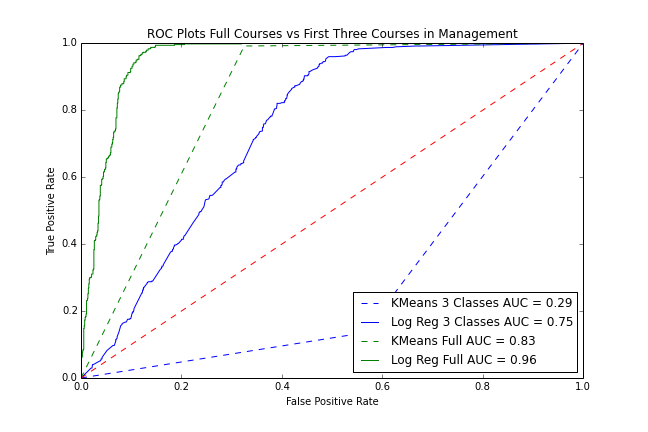 ROC Plots Full Courses vs First Three Courses in Management
1.0
0.8
0.6
0.4
0.2
0.0
True Positive Rate
KMeans 3 Classes AUC = 0.29
Log Reg 3 Classes AUC = 0.75
KMeans Full AUC = 0.83
Log Reg Full AUC = 0.96
0.0 0.2 0.4 0.6 0.8 1.0
False Positive Rate